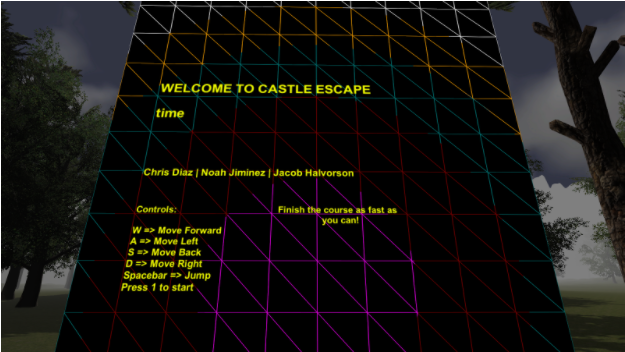 WELCOME TO CASTLE ESCAPE
time
Chris Diaz | Noah Jiminez | Jacob Halvorson
Controls:
W => Move Forward
A => Move Left
S => Move Back
D => Move Right
Spacebar => Jump
Press 1 to start
Finish the course as fast as
you can!